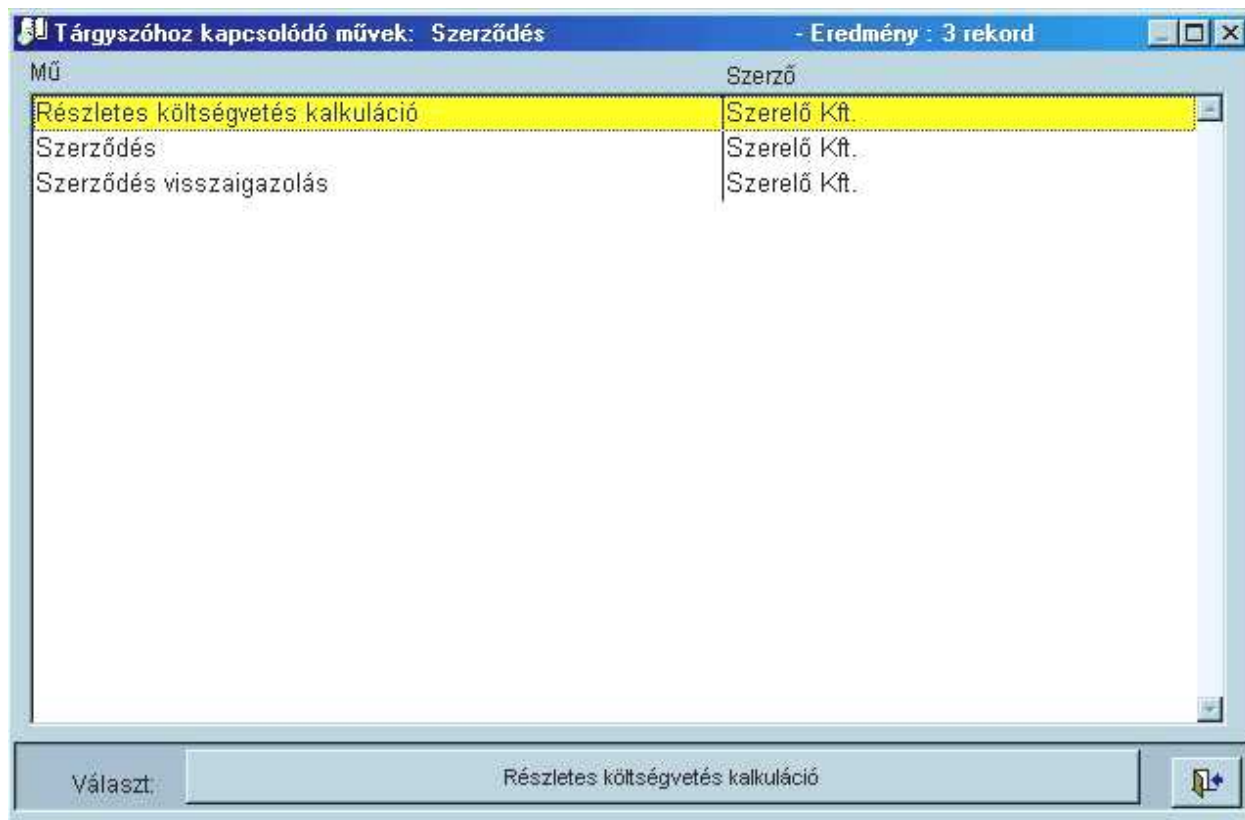 Tárgyszóhoz kapcsolódó művek: Szerződés - Eredmény : 3 rekord
Mű Szerző
Részletes költségvetés kalkuláció Szerelő Kft.
Szerződés Szerelő Kft.
Szerződés visszaigazolás Szerelő Kft.
Választ: Részletes költségvetés kalkuláció